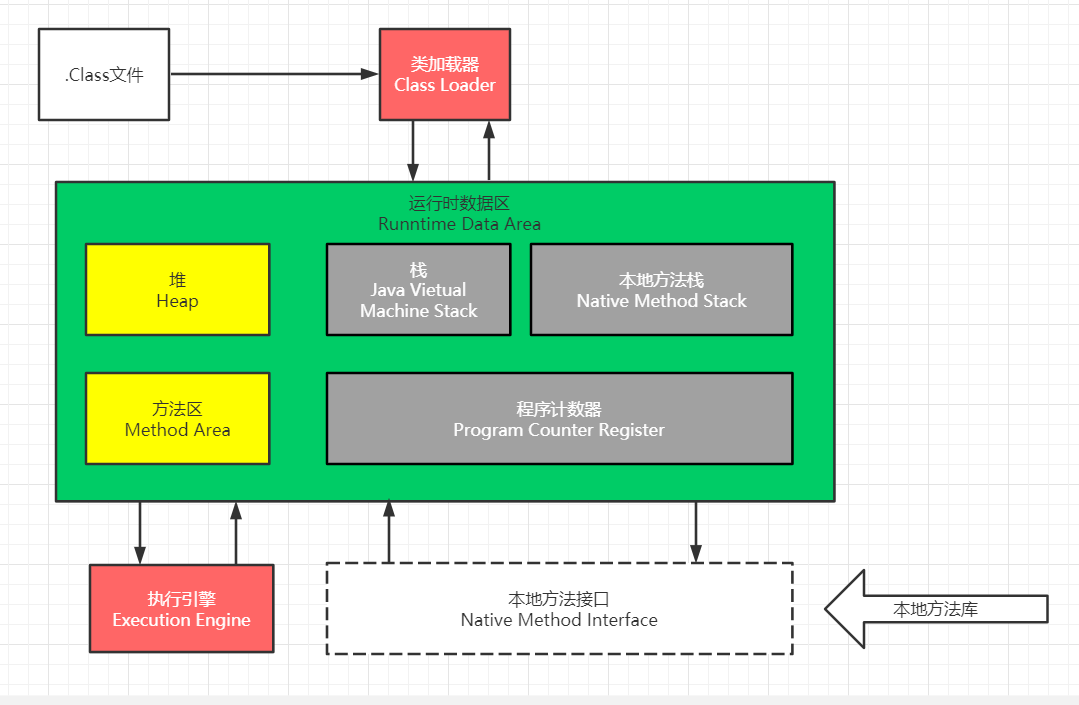 .Class文件
类加载器
Class Loader
运行时数据区
Runntime Data Area
堆
Heap
栈
Java Vietual
Machine Stack
本地方法栈
Native Method Stack
方法区
Method Area
程序计数器
Program Counter Register
执行引擎
Execution Engine
本地方法接口
Native Method Interface
本地方法库